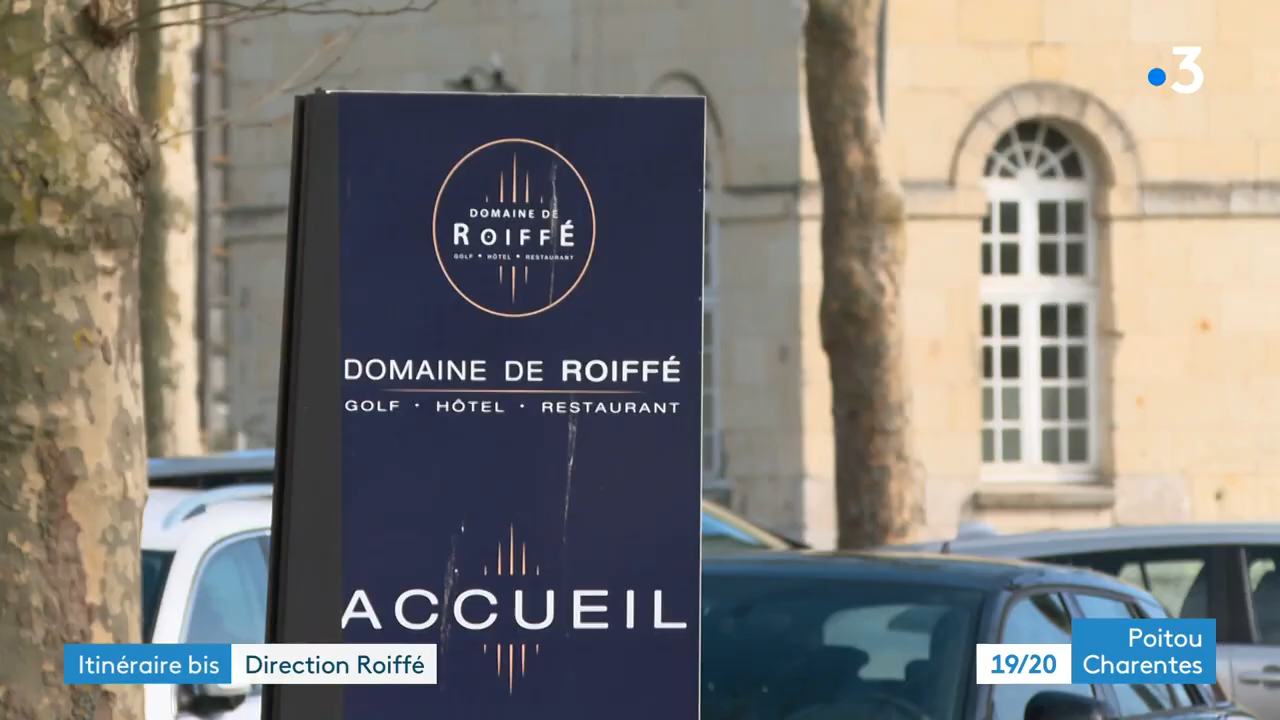 3
DOMAINE DE
ROIFFÉ
GOLF • HÔTEL • RESTAURANT
DOMAINE DE ROIFFÉ
GOLF · HÔTEL · RESTAURANT
ACCUEIL
Itinéraire bis Direction Roiffé
19/20
Poitou
Charentes